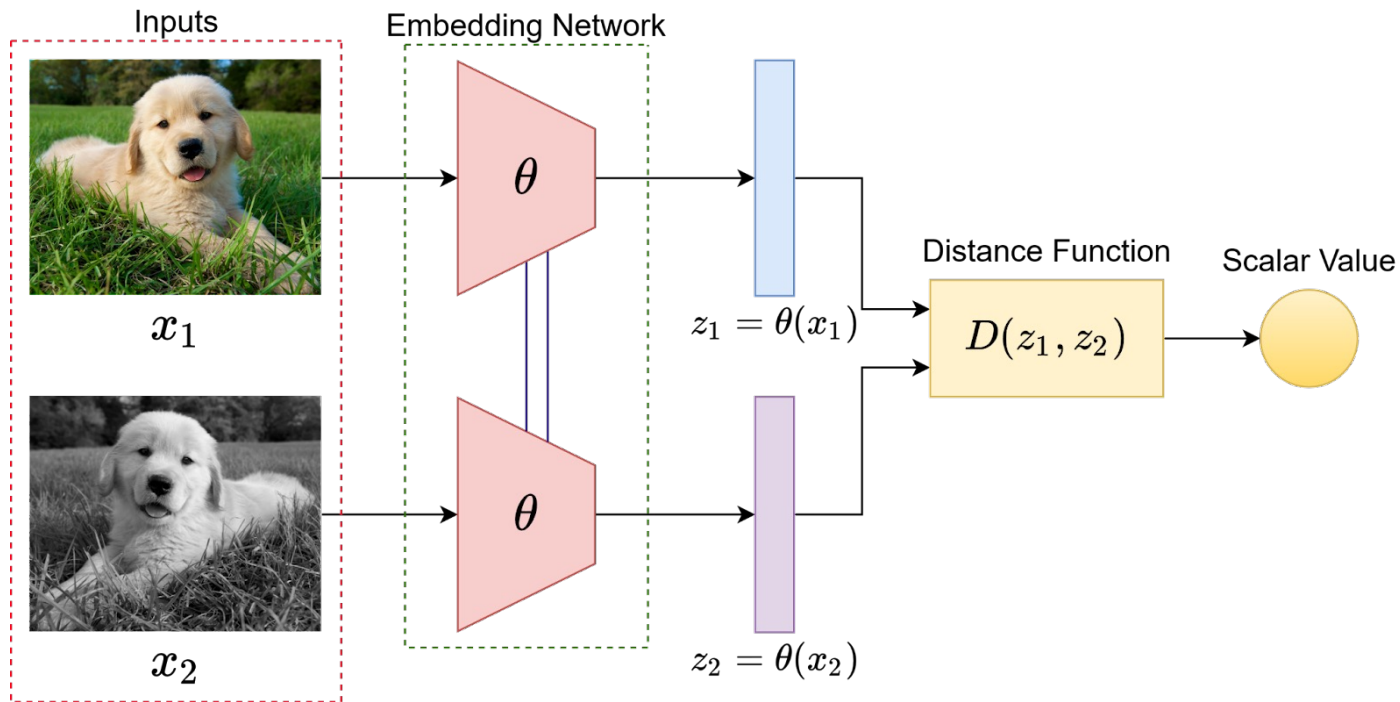 Inputs
Embedding Network
θ
x₁
z₁ = θ(x₁)
Distance Function
Scalar Value
D(z₁, z₂)
θ
x₂
z₂ = θ(x₂)